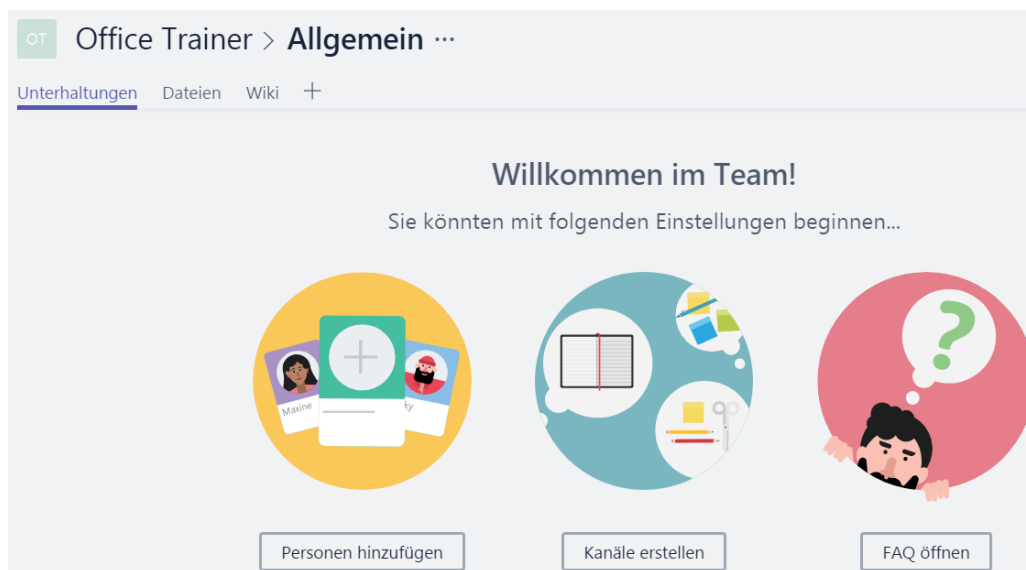 OT Office Trainer > Allgemein ...
Unterhaltungen Dateien Wiki +
Willkommen im Team!
Sie könnten mit folgenden Einstellungen beginnen...
Maxine ky
Personen hinzufügen Kanäle erstellen FAQ öffnen